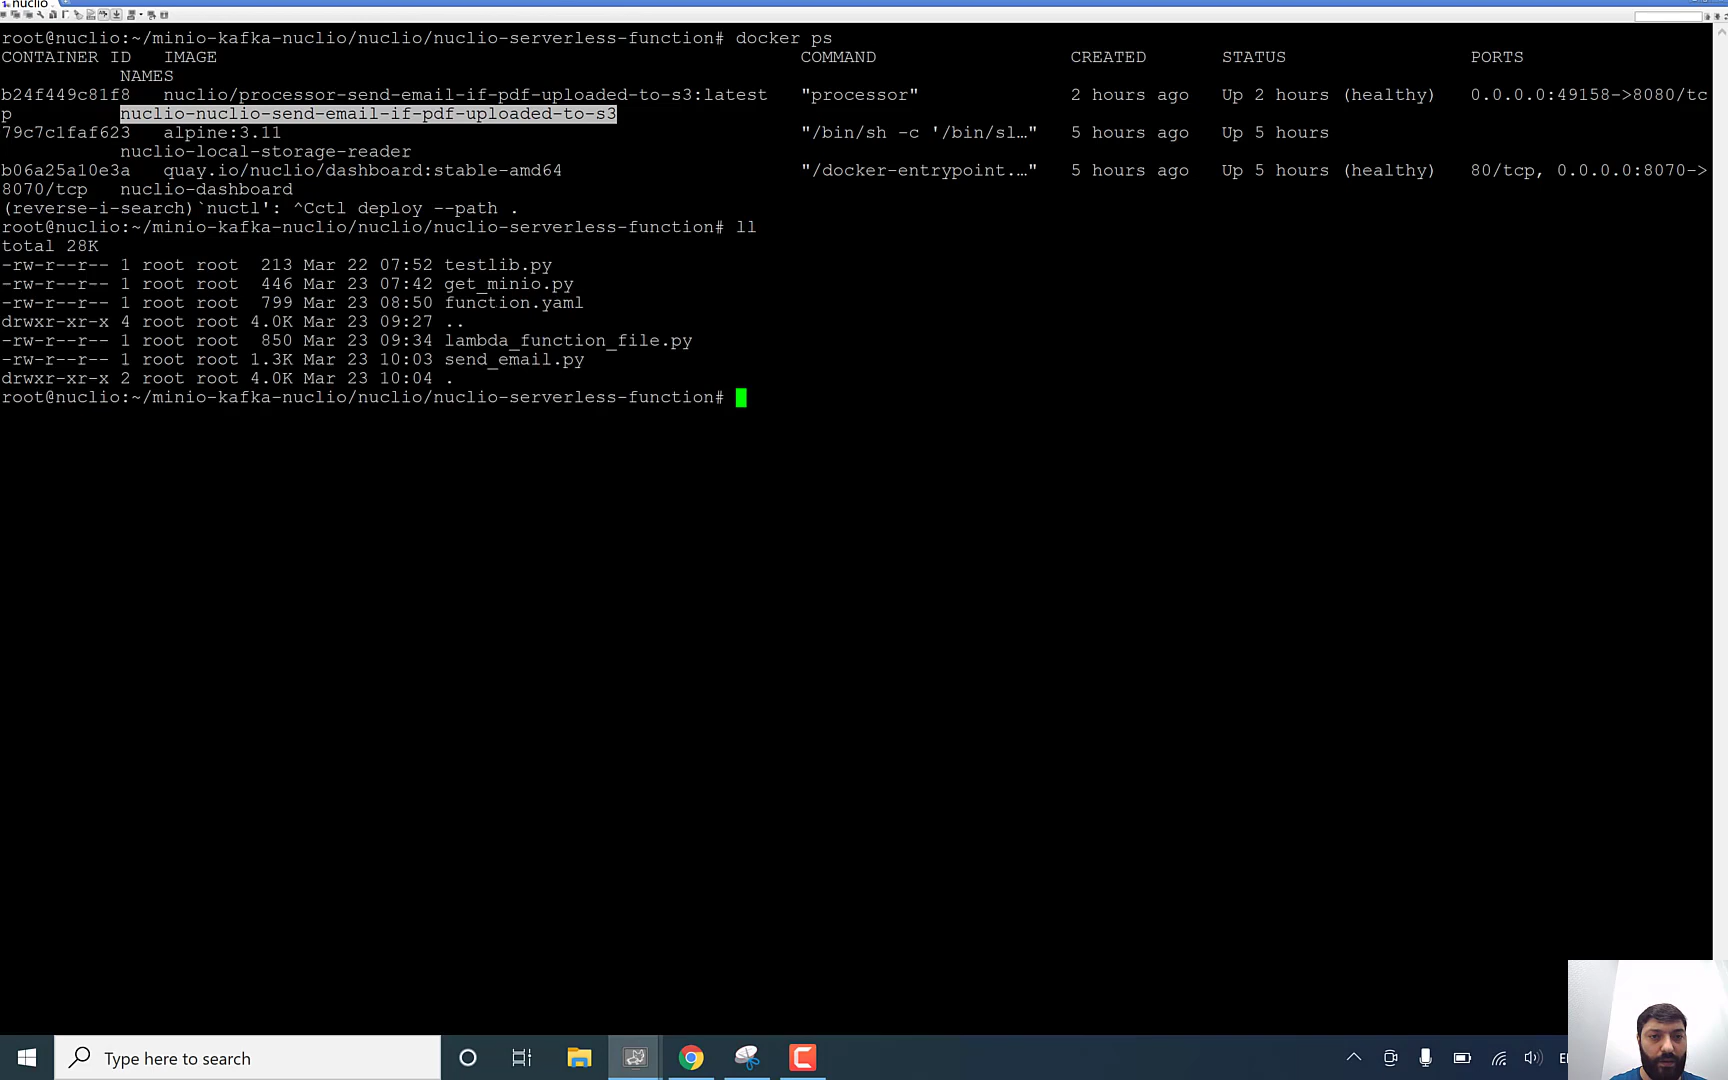 nuclio
root@nuclio:~/minio-kafka-nuclio/nuclio/nuclio-serverless-function# docker ps
CONTAINER ID   IMAGE   COMMAND   CREATED   STATUS   PORTS
NAMES
b24f449c81f8   nuclio/processor-send-email-if-pdf-uploaded-to-s3:latest   "processor"   2 hours ago   Up 2 hours (healthy)   0.0.0.0:49158->8080/tc
p   nuclio-nuclio-send-email-if-pdf-uploaded-to-s3
79c7c1faf623   alpine:3.11   "/bin/sh -c '/bin/sl…"   5 hours ago   Up 5 hours
nuclio-local-storage-reader
b06a25a10e3a   quay.io/nuclio/dashboard:stable-amd64   "/docker-entrypoint.…"   5 hours ago   Up 5 hours (healthy)   80/tcp, 0.0.0.0:8070->
8070/tcp   nuclio-dashboard
(reverse-i-search)`nuctl': ^Cctl deploy --path .
root@nuclio:~/minio-kafka-nuclio/nuclio/nuclio-serverless-function# ll
total 28K
-rw-r--r-- 1 root root  213 Mar 22 07:52 testlib.py
-rw-r--r-- 1 root root  446 Mar 23 07:42 get_minio.py
-rw-r--r-- 1 root root  799 Mar 23 08:50 function.yaml
drwxr-xr-x 4 root root 4.0K Mar 23 09:27 ..
-rw-r--r-- 1 root root  850 Mar 23 09:34 lambda_function_file.py
-rw-r--r-- 1 root root 1.3K Mar 23 10:03 send_email.py
drwxr-xr-x 2 root root 4.0K Mar 23 10:04 .
root@nuclio:~/minio-kafka-nuclio/nuclio/nuclio-serverless-function#
Type here to search